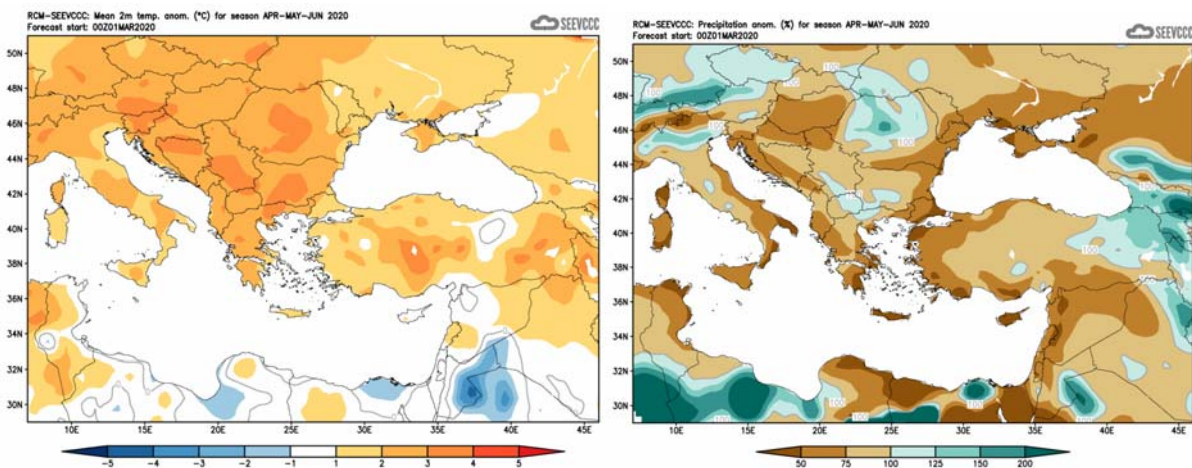 RCM-SEEVCCC: Mean 2m temp. anom. (°C) for season APR-MAY-JUN 2020
Forecast start: 00Z01MAR2020
SEEVCCC
50N
48N
46N
44N
42N
40N
38N
36N
34N
32N
30N
10E
15E
20E
25E
30E
35E
40E
45E
-5
-4
-3
-2
-1
1
2
3
4
5
RCM-SEEVCCC: Precipitation anom. (%) for season APR-MAY-JUN 2020
Forecast start: 00Z01MAR2020
SEEVCCC
50N
48N
46N
44N
42N
40N
38N
36N
34N
32N
30N
100
100
100
100
100
100
100
100
100
10E
15E
20E
25E
30E
35E
40E
45E
50
75
100
125
150
200